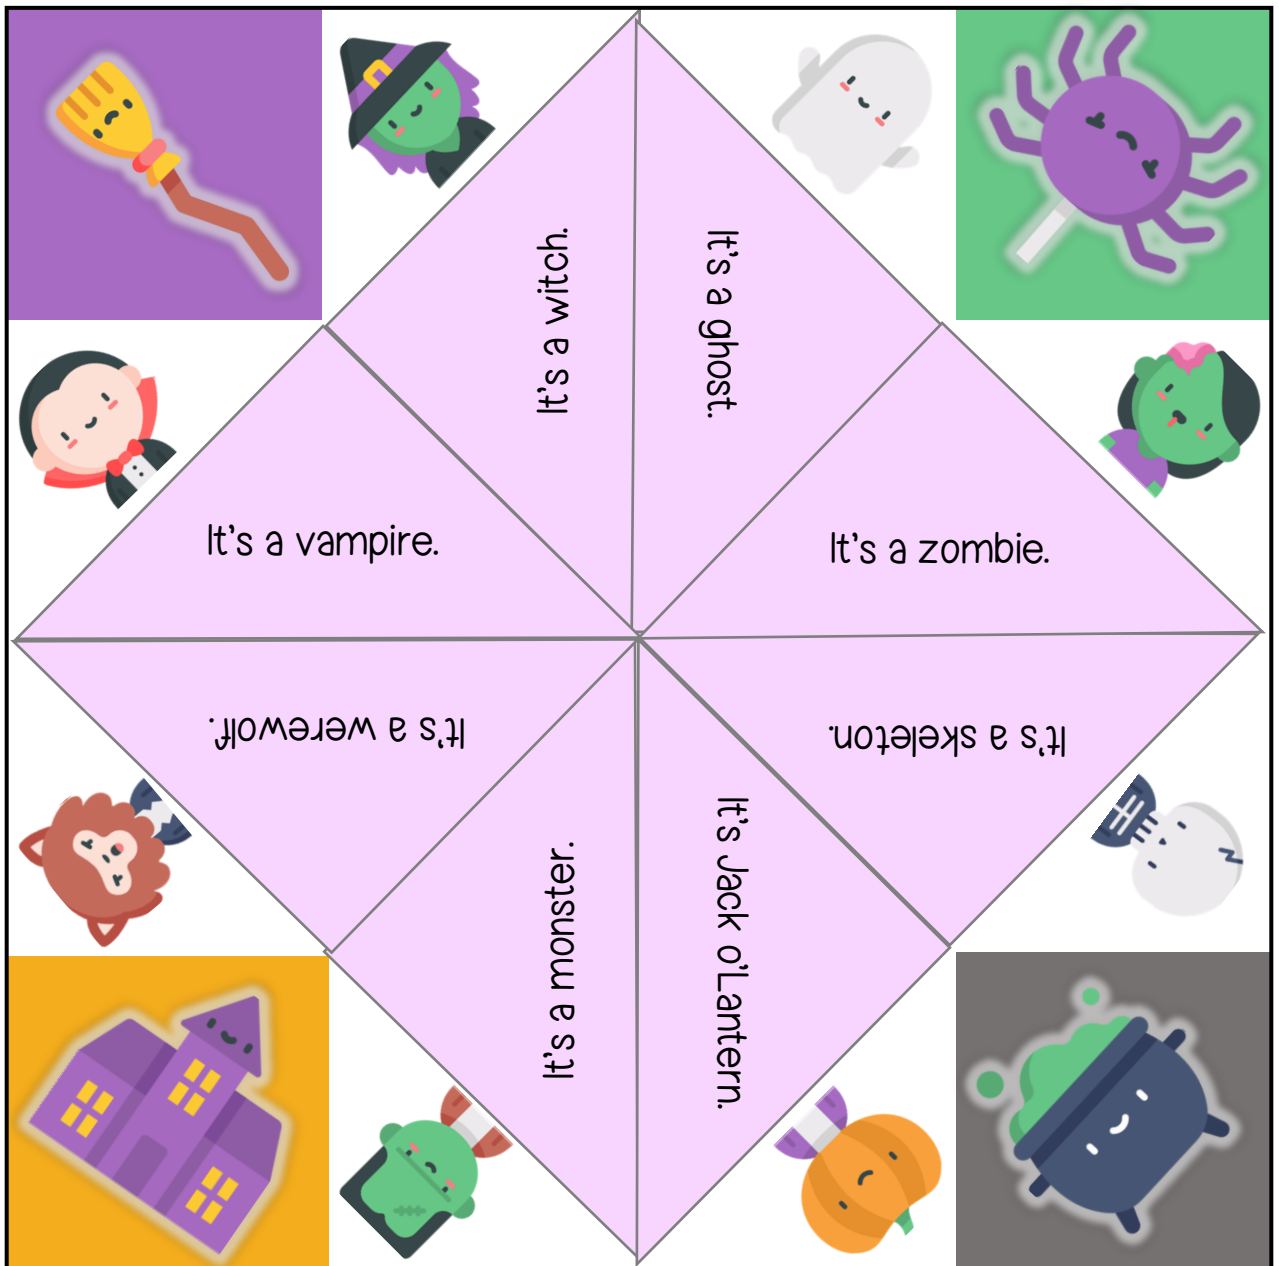 It's a witch.
It's a ghost.
It's a vampire.
It's a zombie.
It's a werewolf.
It's a skeleton.
It's a monster.
It's Jack o'Lantern.